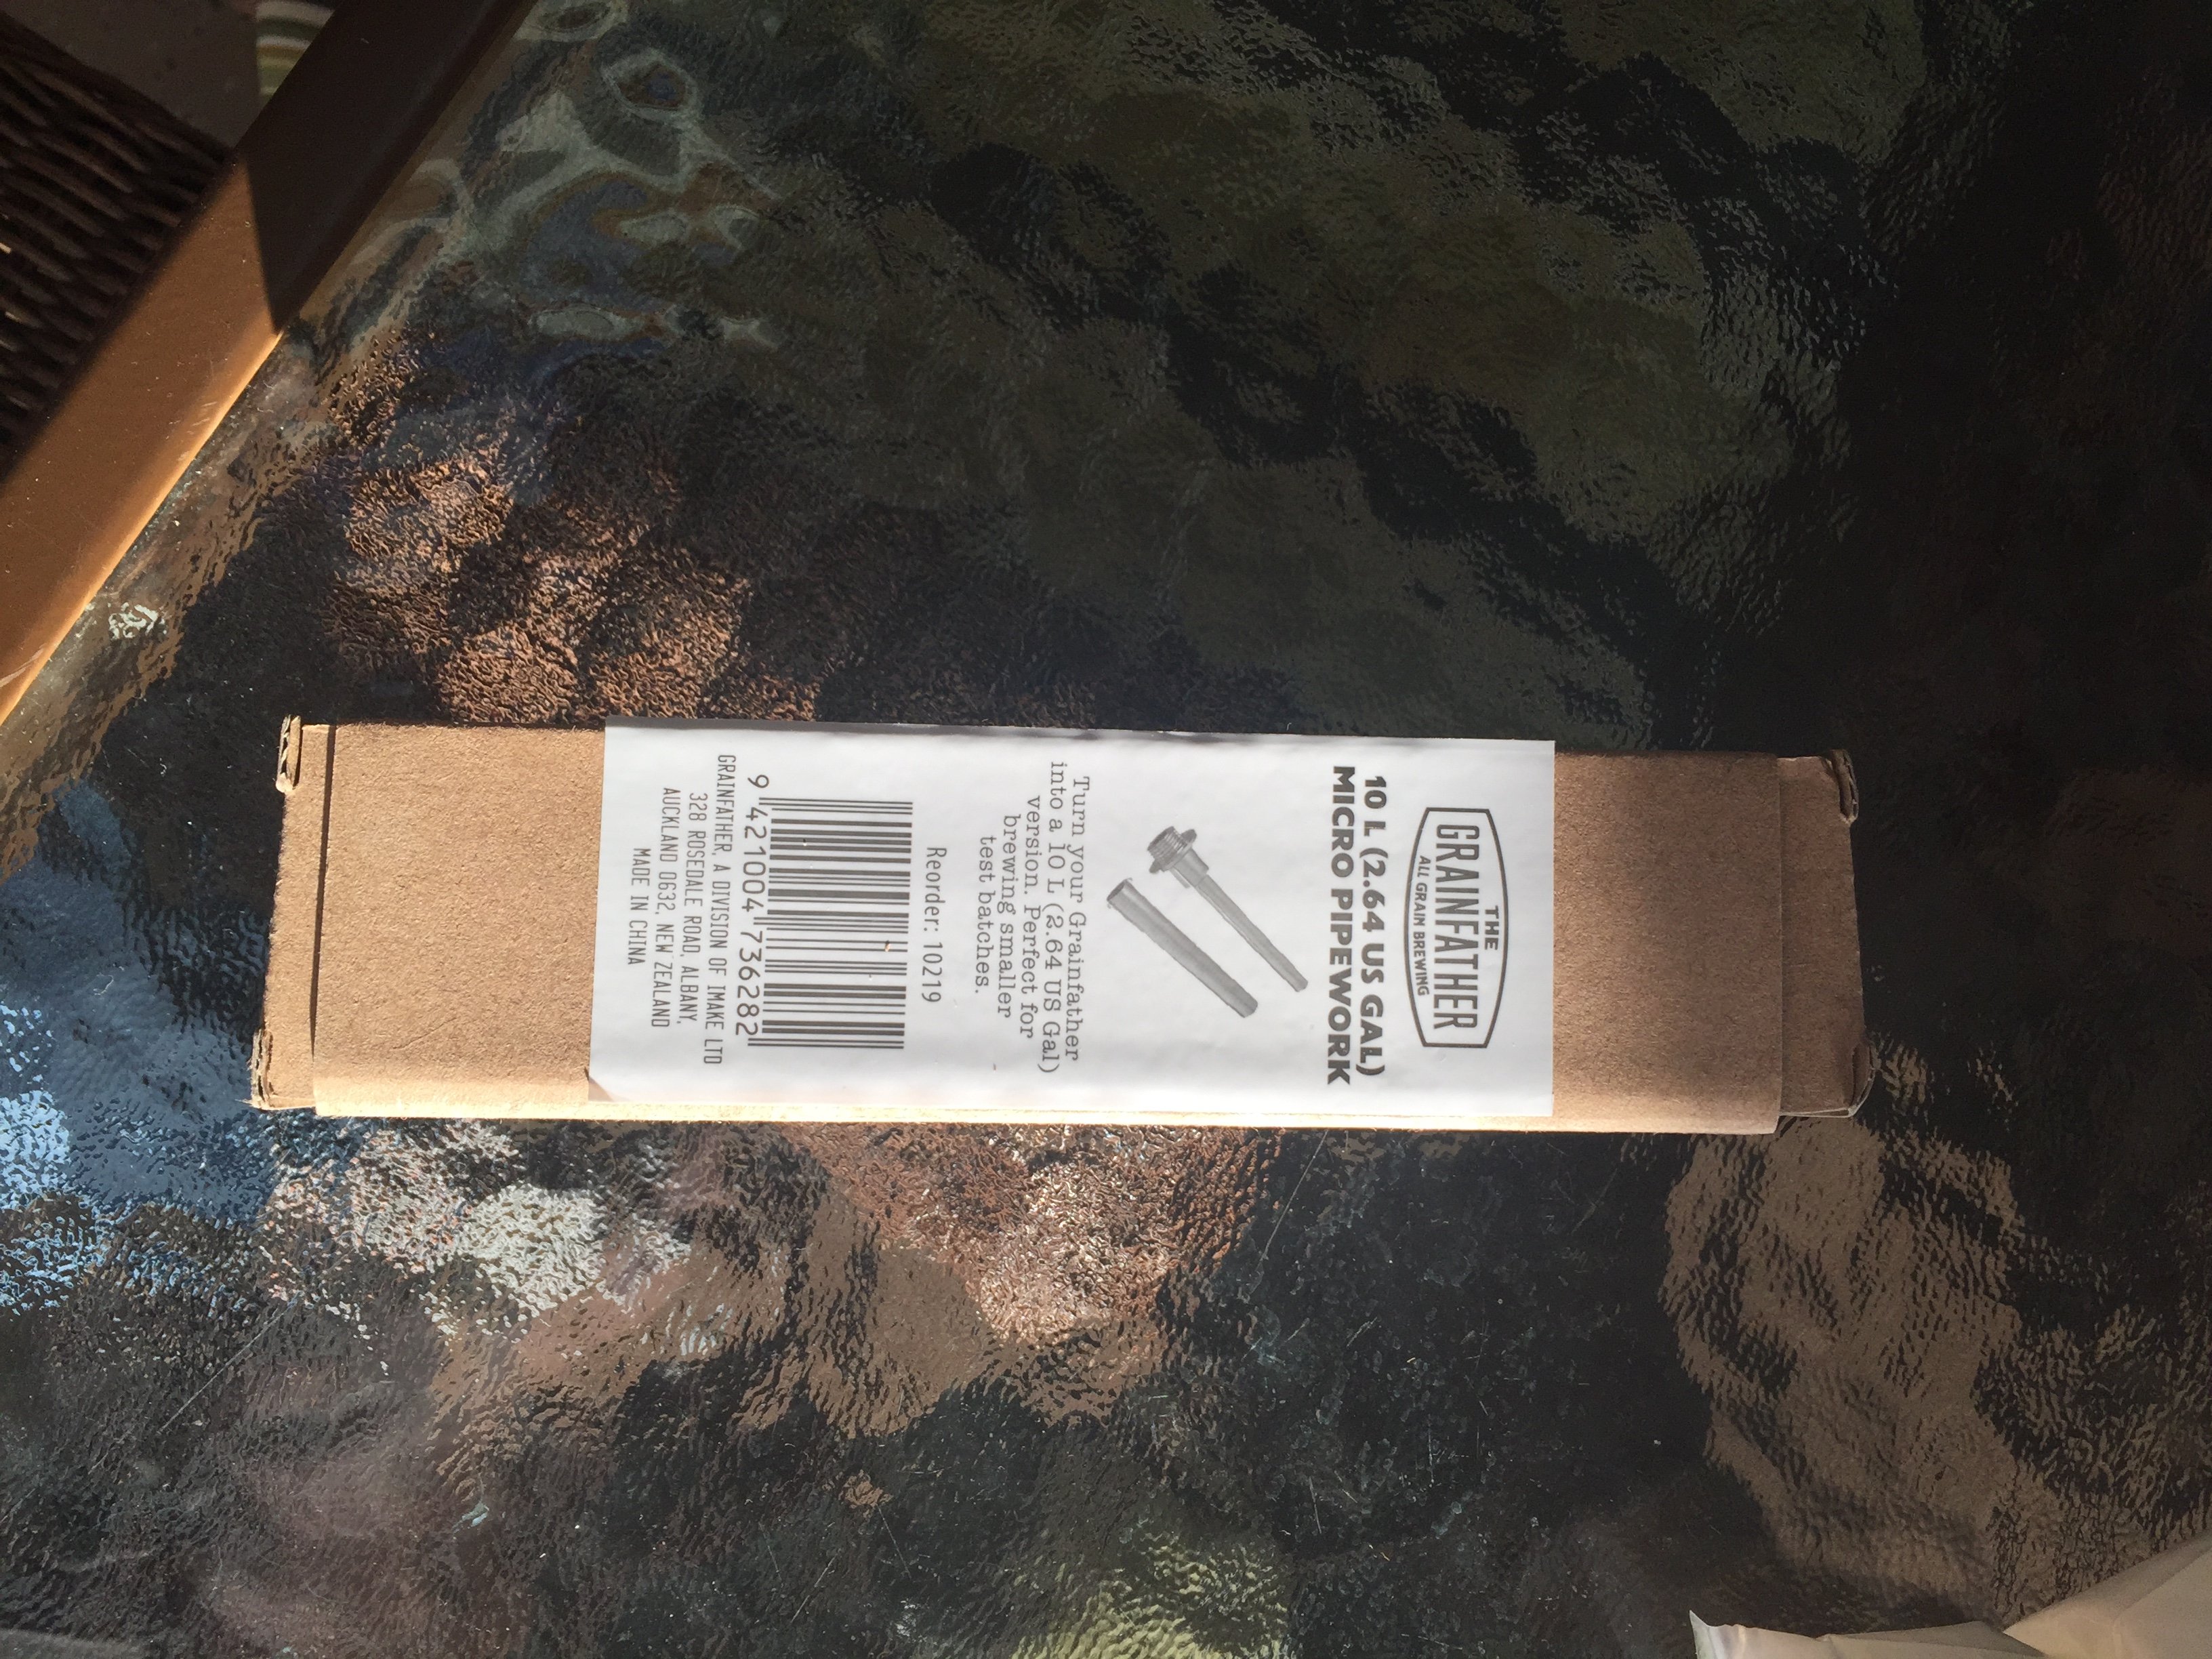 THE
GRAINFATHER
ALL GRAIN BREWING
10 L (2.64 US GAL)
MICRO PIPEWORK
Turn your Grainfather
into a 10 L (2.64 US Gal)
version. Perfect for
brewing smaller
test batches.
Reorder: 10219
9 421004 736282
GRAINFATHER, A DIVISION OF IMAKE LTD
328 ROSEDALE ROAD, ALBANY,
AUCKLAND 0632, NEW ZEALAND
MADE IN CHINA